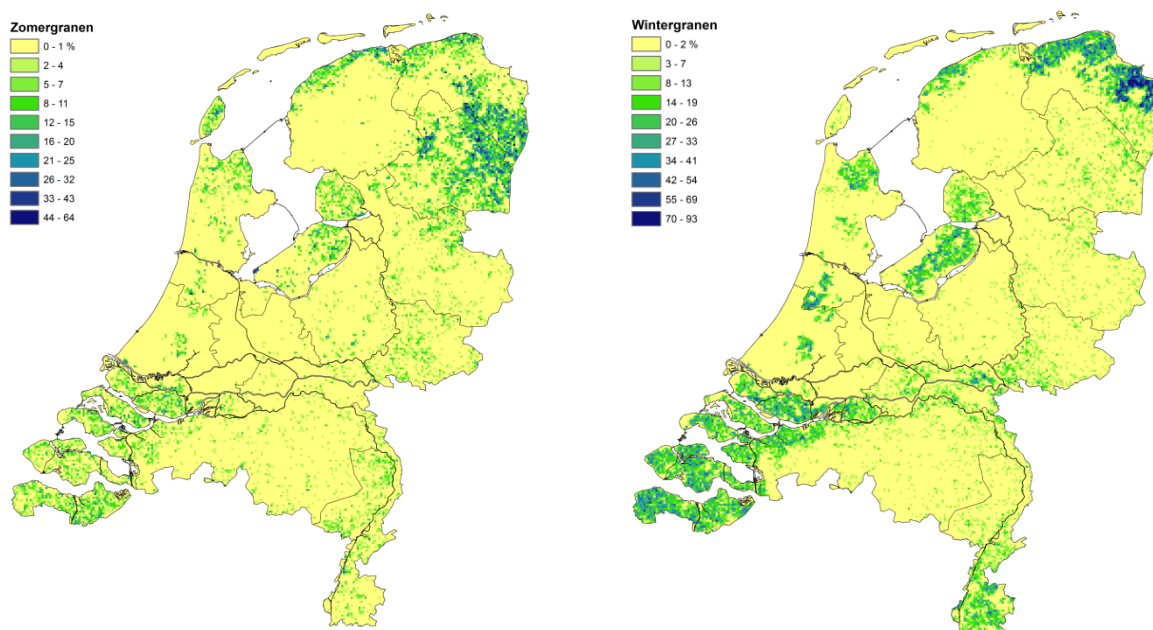 Zomergranen
0 - 1 %
2 - 4
5 - 7
8 - 11
12 - 15
16 - 20
21 - 25
26 - 32
33 - 43
44 - 64
Wintergranen
0 - 2 %
3 - 7
8 - 13
14 - 19
20 - 26
27 - 33
34 - 41
42 - 54
55 - 69
70 - 93